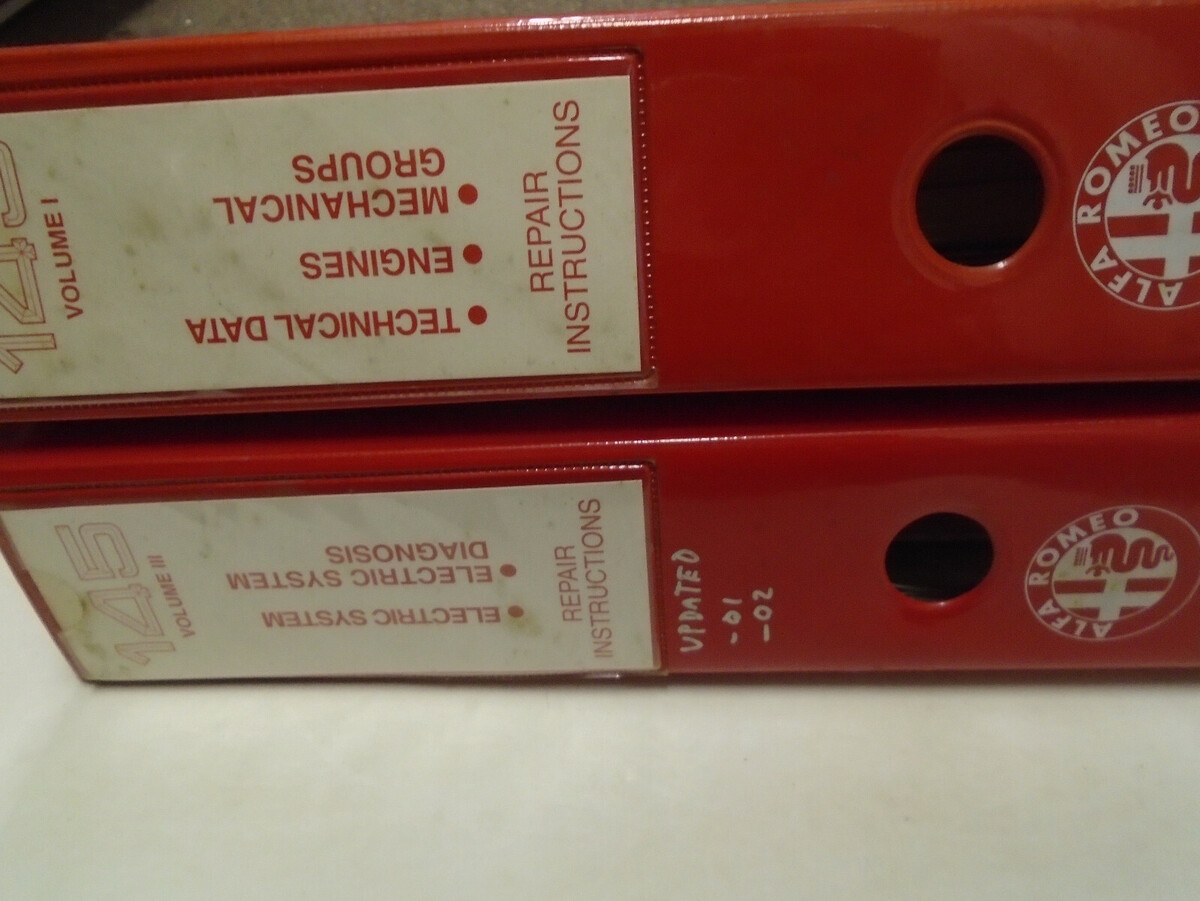 145
VOLUME I
TECHNICAL DATA
ENGINES
MECHANICAL
GROUPS
REPAIR
INSTRUCTIONS
ALFA ROMEO
145
VOLUME III
ELECTRIC SYSTEM
ELECTRIC SYSTEM
DIAGNOSIS
REPAIR
INSTRUCTIONS
UPDATED
-01
-02
ALFA ROMEO